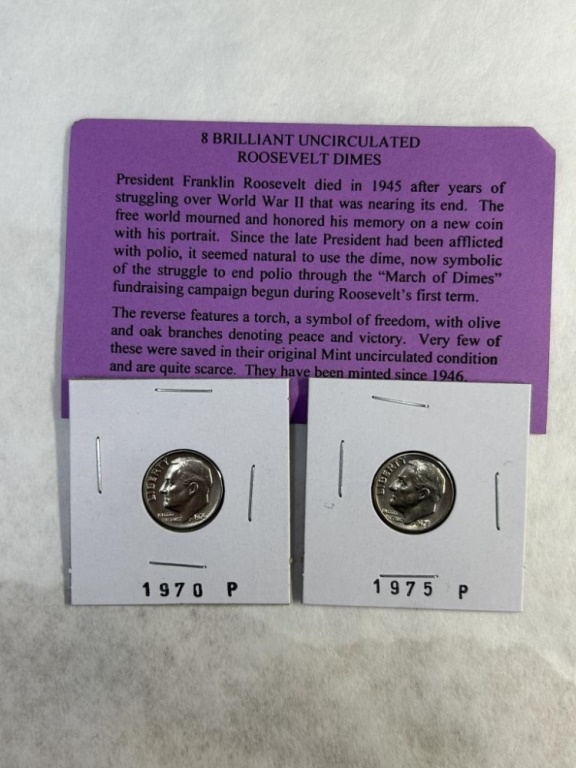 8 BRILLIANT UNCIRCULATED
ROOSEVELT DIMES
President Franklin Roosevelt died in 1945 after years of
struggling over World War II that was nearing its end. The
free world mourned and honored his memory on a new coin
with his portrait. Since the late President had been afflicted
with polio, it seemed natural to use the dime, now symbolic
of the struggle to end polio through the “March of Dimes”
fundraising campaign begun during Roosevelt’s first term.
The reverse features a torch, a symbol of freedom, with olive
and oak branches denoting peace and victory. Very few of
these were saved in their original Mint uncirculated condition
and are quite scarce. They have been minted since 1946.
LIBERTY
1970 P
LIBERTY
1975 P